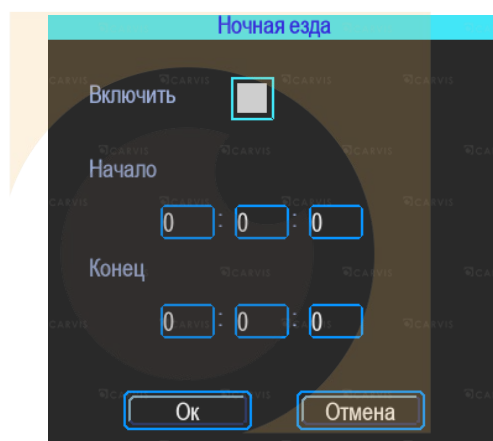 Ночная езда
Включить
Начало
0 : 0 : 0
Конец
0 : 0 : 0
Ок Отмена